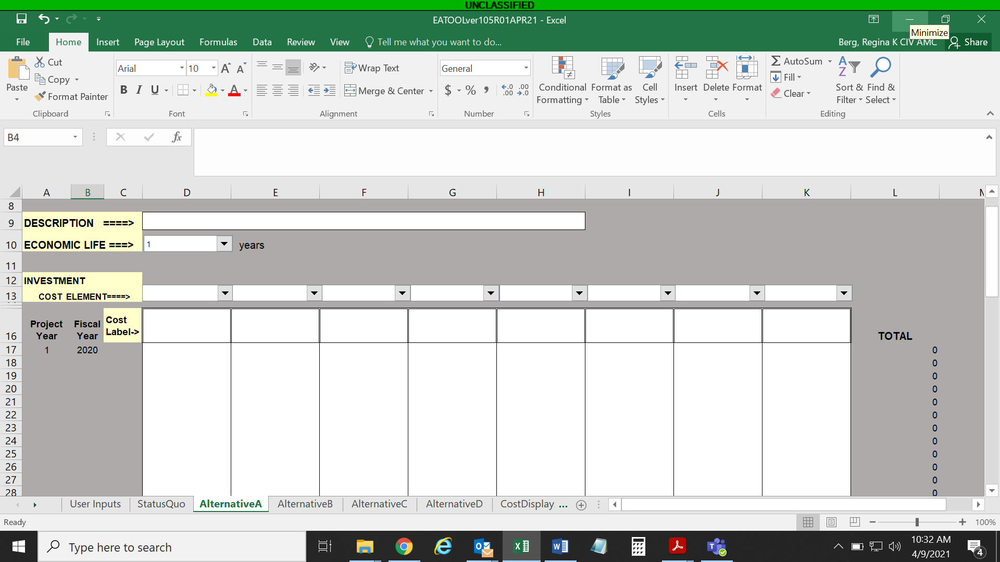 UNCLASSIFIED
EATOOLver105R01APR21 - Excel
Minimize
File Home Insert Page Layout Formulas Data Review View Tell me what you want to do... Berg, Regina K CIV AMC Share
Paste
Cut
Copy
Format Painter
Clipboard
Arial 10 A A
B I U A
Font
Wrap Text
Merge & Center
Alignment
General
$ % , .0 .00 .00 .0
Number
Conditional Formatting
Format as Table
Cell Styles
Styles
Insert Delete Format
Cells
AutoSum
Fill
Clear
Sort & Filter
Find & Select
Editing
B4 fx
A B C D E F G H I J K L
8
9 DESCRIPTION ====>
10 ECONOMIC LIFE ===> 1 years
11
12 INVESTMENT
13 COST ELEMENT====>
16 Project Year Fiscal Year Cost Label-> TOTAL
17 1 2020 0
18 0
19 0
20 0
21 0
22 0
23 0
24 0
25 0
26 0
27 0
28 0
User Inputs StatusQuo AlternativeA AlternativeB AlternativeC AlternativeD CostDisplay ...
Ready 100%
Type here to search
10:32 AM
4/9/2021
4